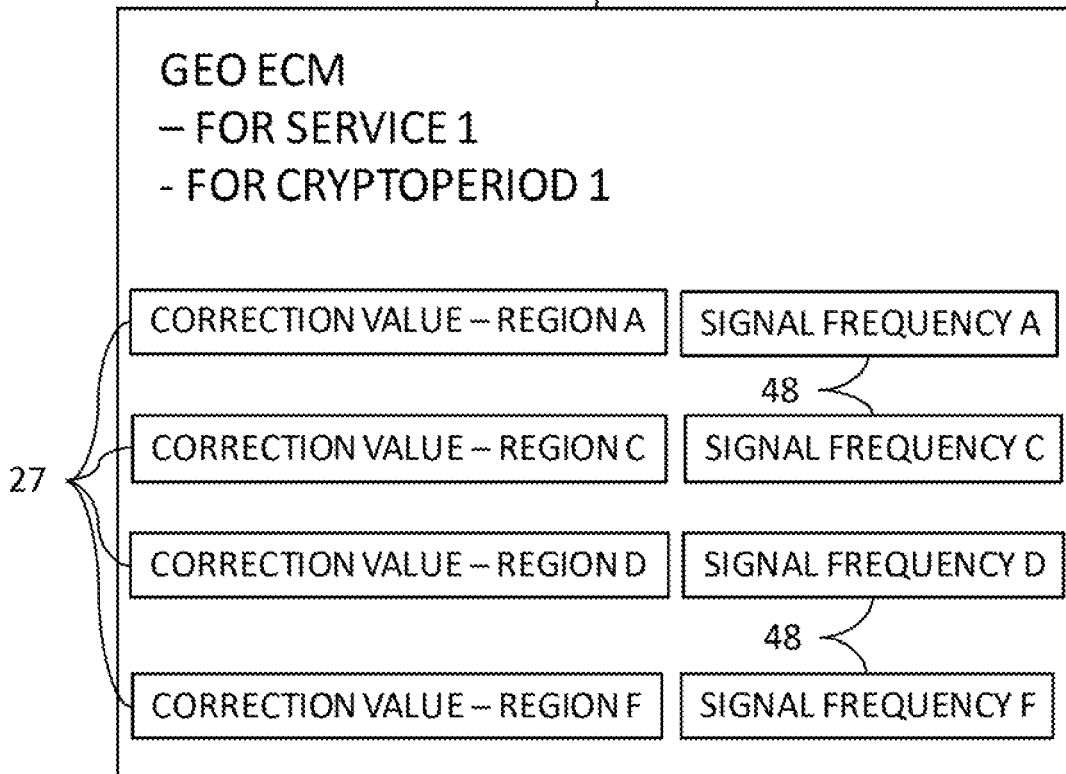 GEO ECM
– FOR SERVICE 1
- FOR CRYPTOPERIOD 1
CORRECTION VALUE – REGION A
SIGNAL FREQUENCY A
48
CORRECTION VALUE – REGION C
SIGNAL FREQUENCY C
27
CORRECTION VALUE – REGION D
SIGNAL FREQUENCY D
48
CORRECTION VALUE – REGION F
SIGNAL FREQUENCY F